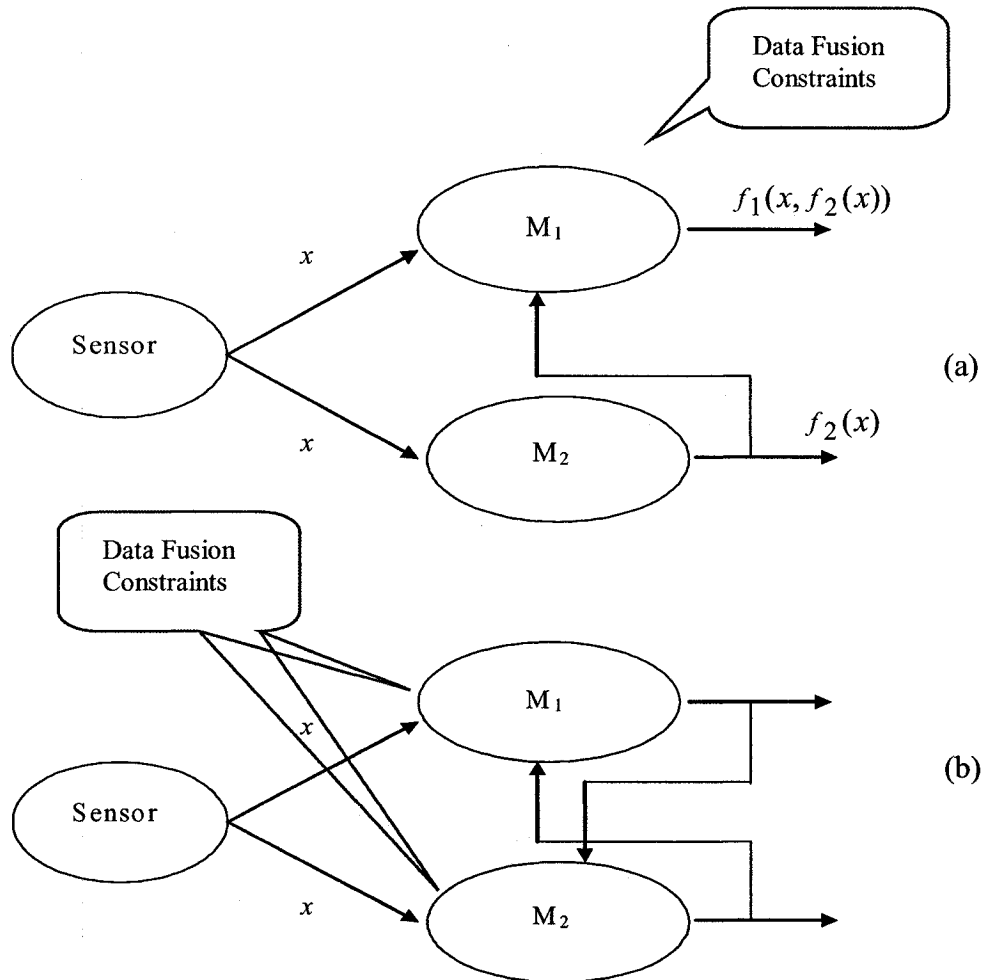 Data Fusion
Constraints
f₁(x, f₂(x))
M₁
x
Sensor
(a)
x
f₂(x)
M₂
Data Fusion
Constraints
M₁
x
(b)
Sensor
x
M₂